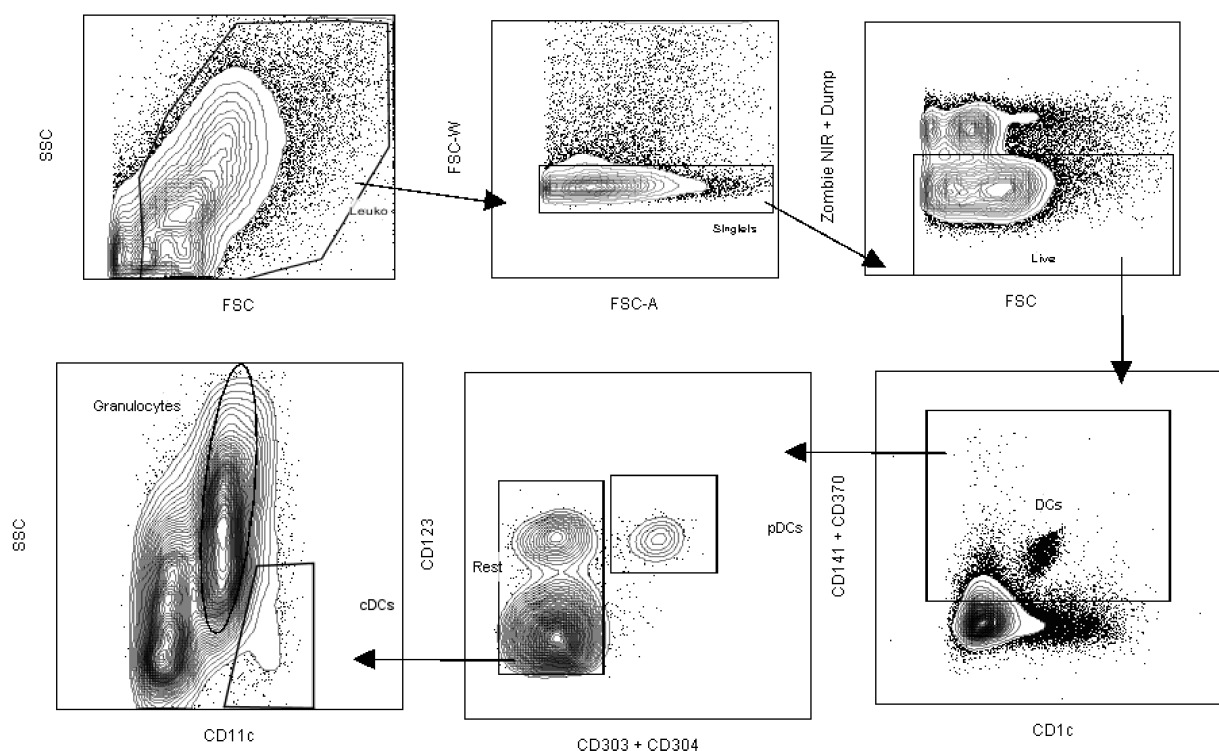 SSC
Leuko
FSC
FSC-W
Singlets
FSC-A
Zombie NIR + Dump
Live
FSC
SSC
Granulocytes
cDCs
CD11c
CD123
Rest
pDCs
CD303 + CD304
CD141 + CD370
DCs
CD1c